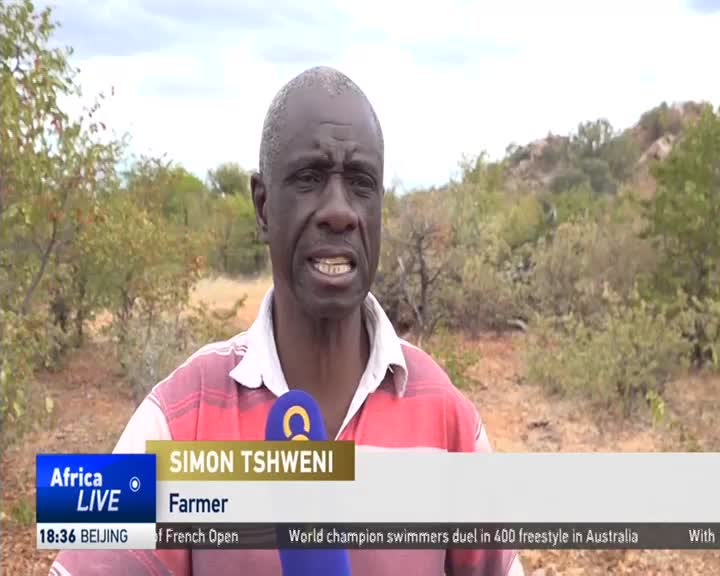 SIMON TSHWENI
Africa
LIVE
Farmer
18:36 BEIJING
of French Open World champion swimmers duel in 400 freestyle in Australia With